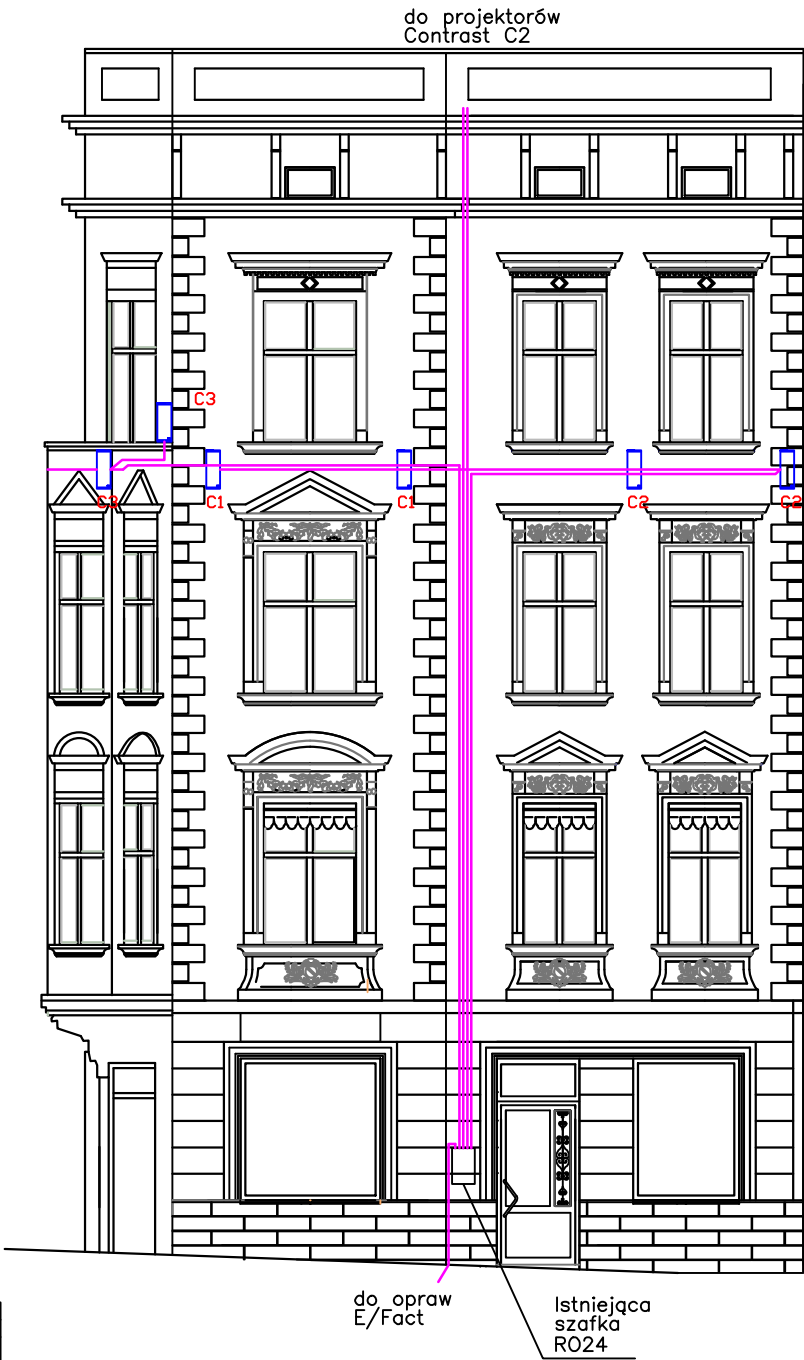 do projektorów
Contrast C2
C3
C3
C1
C1
C2
C2
do opraw
E/Fact
Istniejąca
szafka
RO24